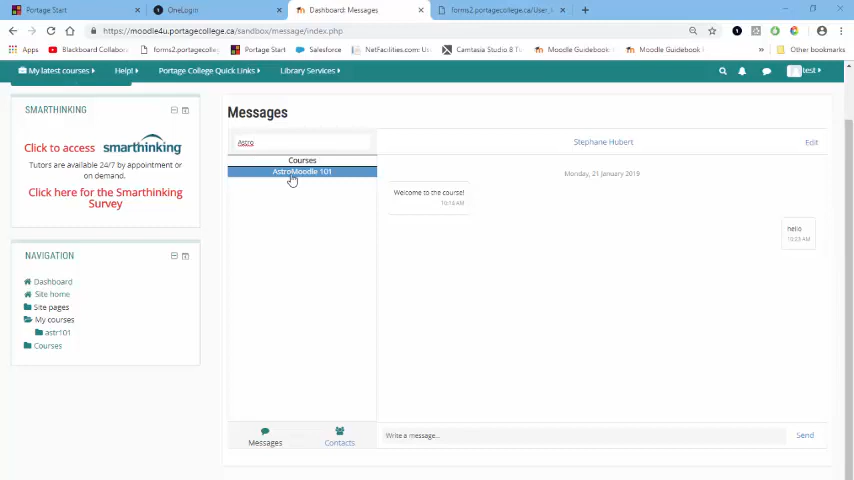 Portage Start
OneLogin
Dashboard: Messages
forms2.portagecollege.ca/User_
https://moodle4u.portagecollege.ca/sandbox/message/index.php
Apps
Blackboard Collabora
forms2.portagecolleg
Portage Start
Salesforce
NetFacilities.com: Us
Camtasia Studio 8 T
Moodle Guidebook:
Moodle Guidebook
Other bookmarks
My latest courses
Help!
Portage College Quick Links
Library Services
test
SMARTHINKING
Click to access smarthinking
Tutors are available 24/7 by appointment or
on demand.
Click here for the Smarthinking
Survey
NAVIGATION
Dashboard
Site home
Site pages
My courses
astr101
Courses
Messages
Astro
Courses
AstroMoodle 101
Messages
Contacts
Stephane Hubert
Edit
Monday, 21 January 2019
Welcome to the course!
10:14 AM
hello
10:23 AM
Write a message...
Send